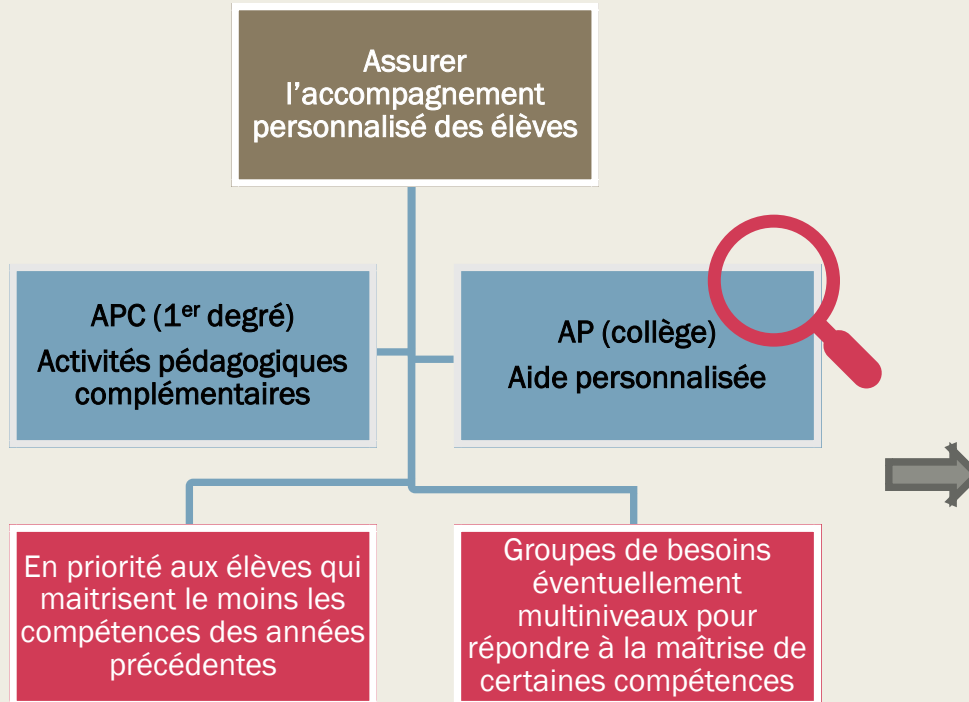 Assurer
l’accompagnement
personnalisé des élèves
APC (1er degré)
Activités pédagogiques
complémentaires
AP (collège)
Aide personnalisée
En priorité aux élèves qui
maitrisent le moins les
compétences des années
précédentes
Groupes de besoins
éventuellement
multiniveaux pour
répondre à la maîtrise de
certaines compétences